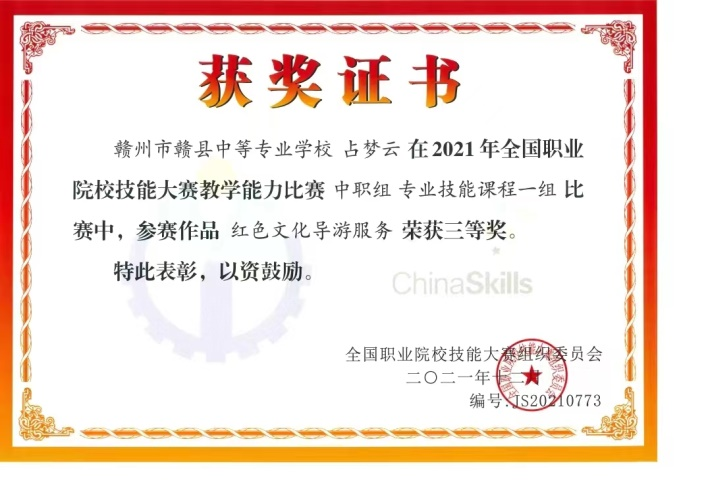 获奖证书
赣州市赣县中等专业学校 占梦云 在2021年全国职业
院校技能大赛教学能力比赛 中职组 专业技能课程一组 比
赛中，参赛作品 红色文化导游服务 荣获三等奖。
特此表彰，以资鼓励。
ChinaSkills
全国职业院校技能大赛组织委员会
二〇二一年十二月
编号:JS20210773